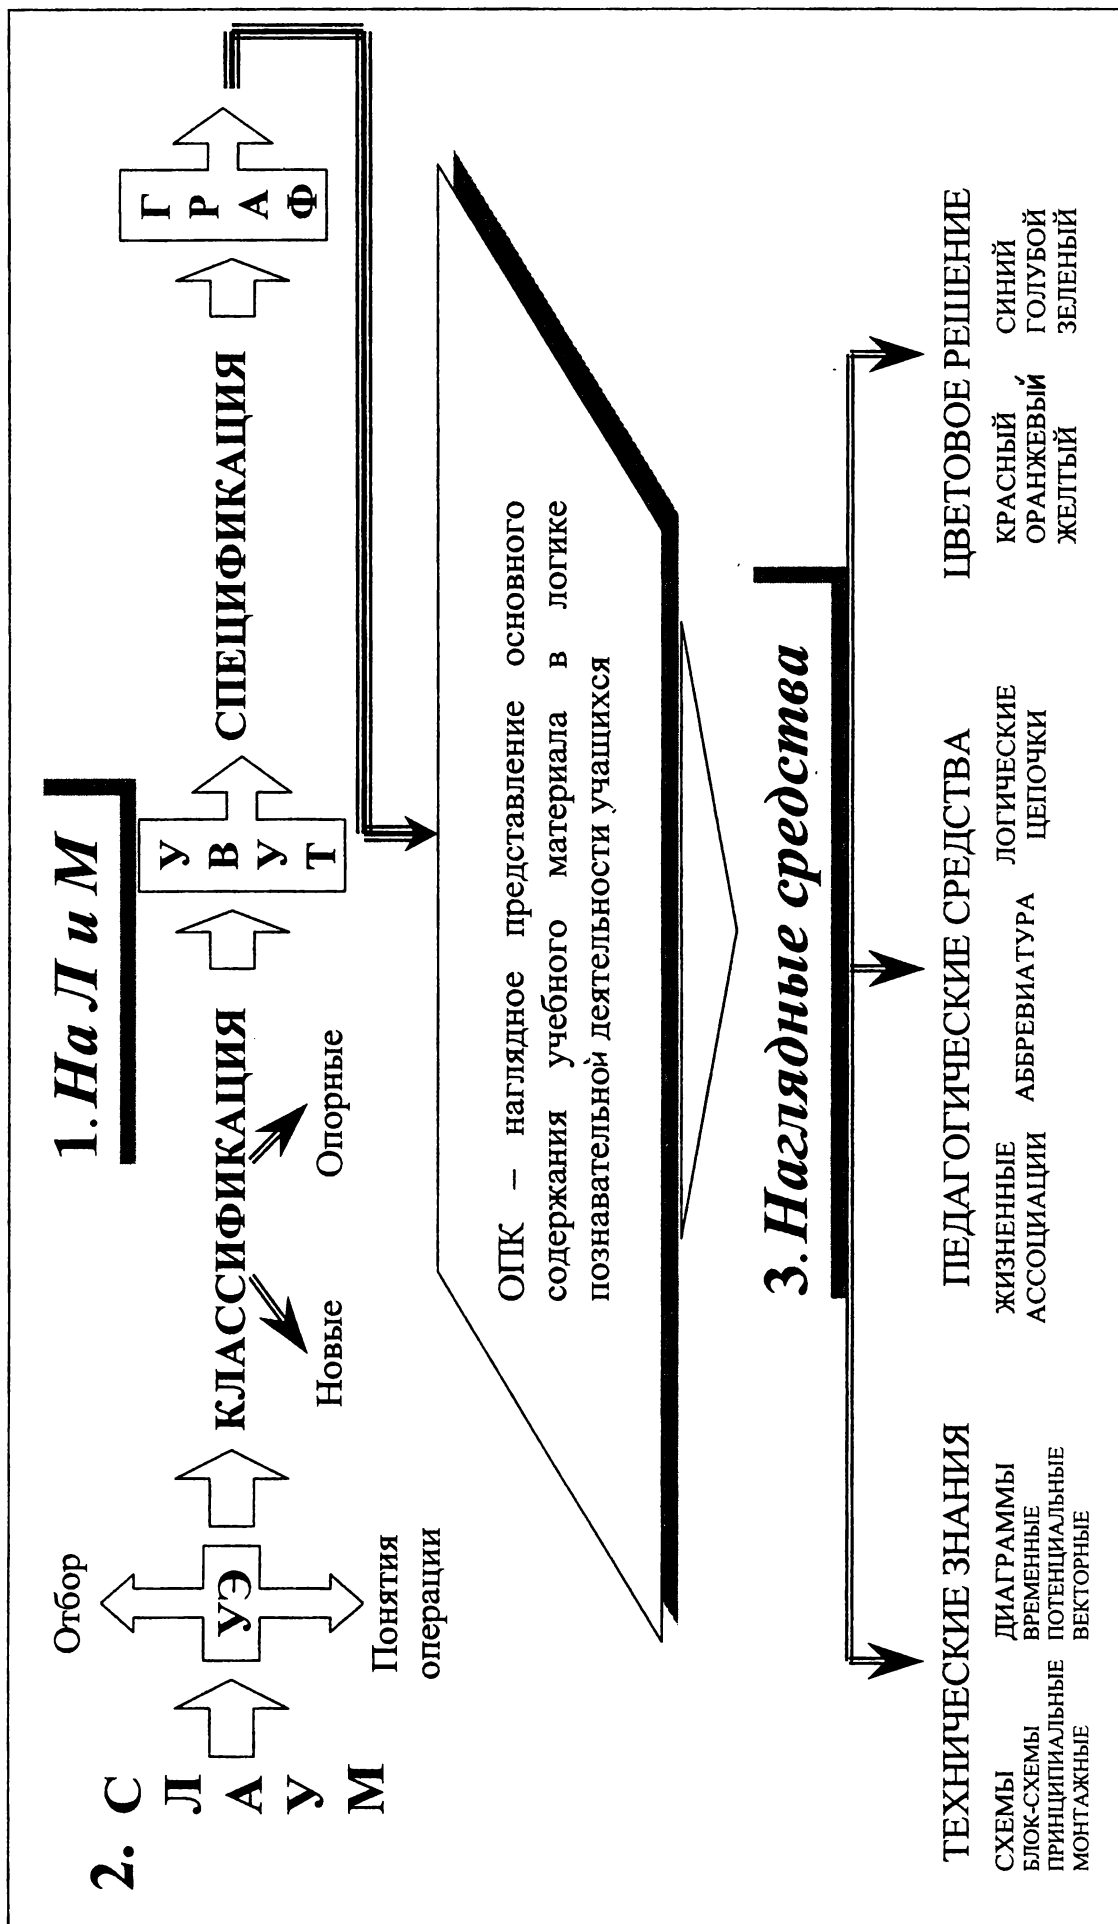 1. На Л и М
2. С
Л
А
У
М
Отбор
УЭ
Понятия
операции
КЛАССИФИКАЦИЯ
Новые
Опорные
У
В
У
Т
СПЕЦИФИКАЦИЯ
Г
Р
А
Ф
ОПК – наглядное представление основного
содержания учебного материала в логике
познавательной деятельности учащихся
3. Наглядные средства
ТЕХНИЧЕСКИЕ ЗНАНИЯ
СХЕМЫ
БЛОК-СХЕМЫ
ПРИНЦИПИАЛЬНЫЕ
МОНТАЖНЫЕ
ДИАГРАММЫ
ВРЕМЕННЫЕ
ПОТЕНЦИАЛЬНЫЕ
ВЕКТОРНЫЕ
ПЕДАГОГИЧЕСКИЕ СРЕДСТВА
ЖИЗНЕННЫЕ
АССОЦИАЦИИ
АББРЕВИАТУРА
ЛОГИЧЕСКИЕ
ЦЕПОЧКИ
ЦВЕТОВОЕ РЕШЕНИЕ
КРАСНЫЙ
ОРАНЖЕВЫЙ
ЖЕЛТЫЙ
СИНИЙ
ГОЛУБОЙ
ЗЕЛЕНЫЙ